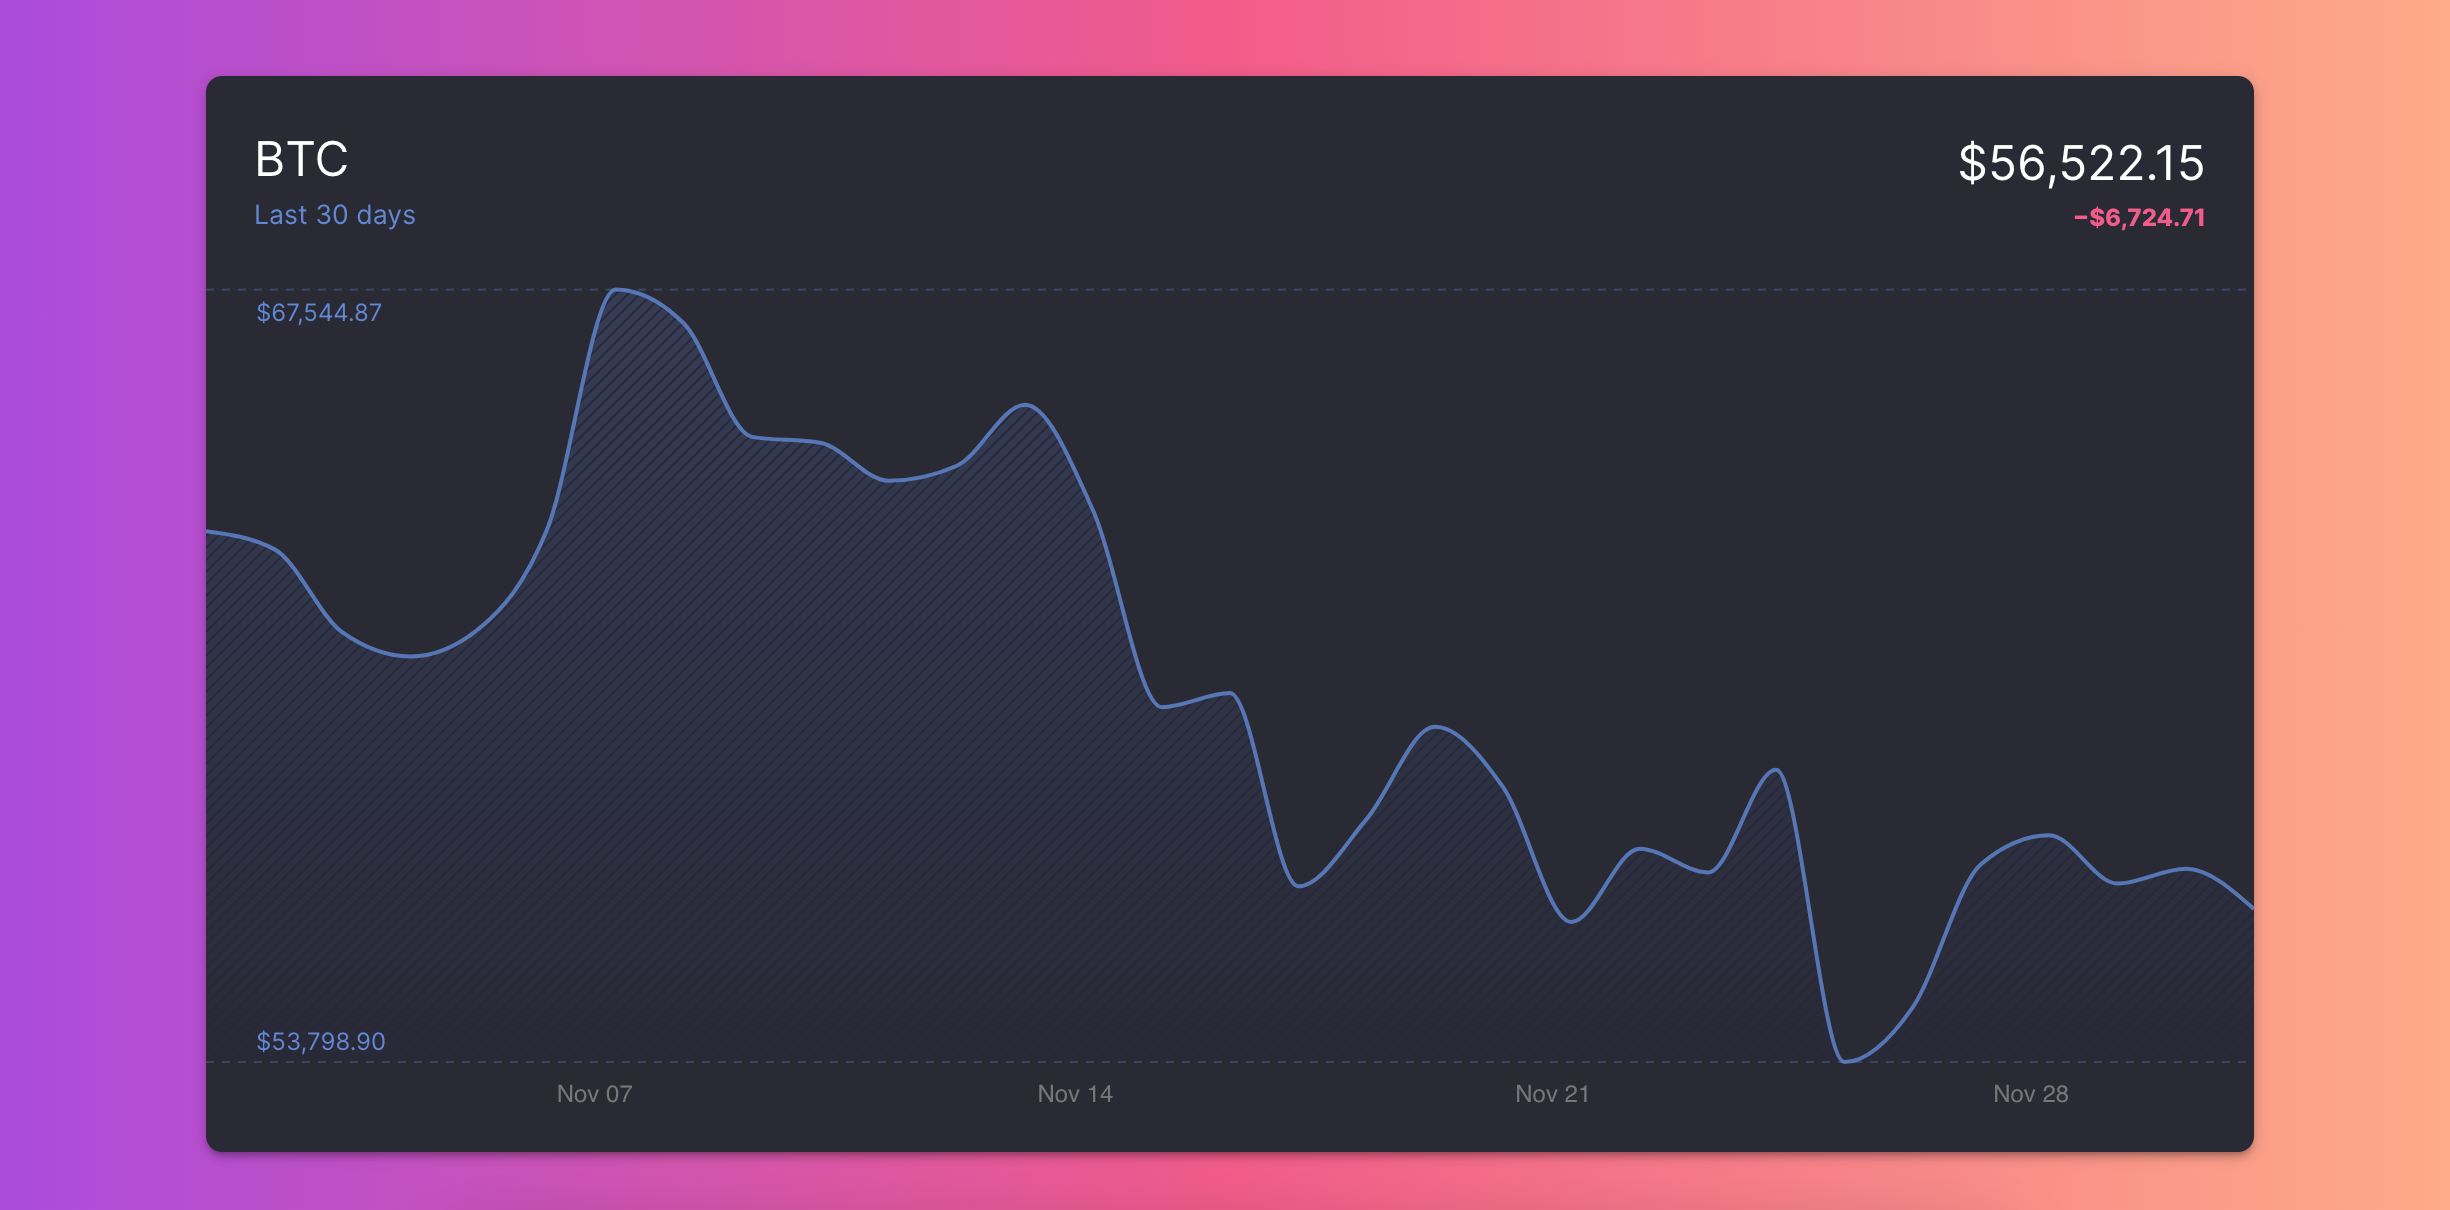 BTC
Last 30 days
$56,522.15
−$6,724.71
$67,544.87
$53,798.90
Nov 07
Nov 14
Nov 21
Nov 28